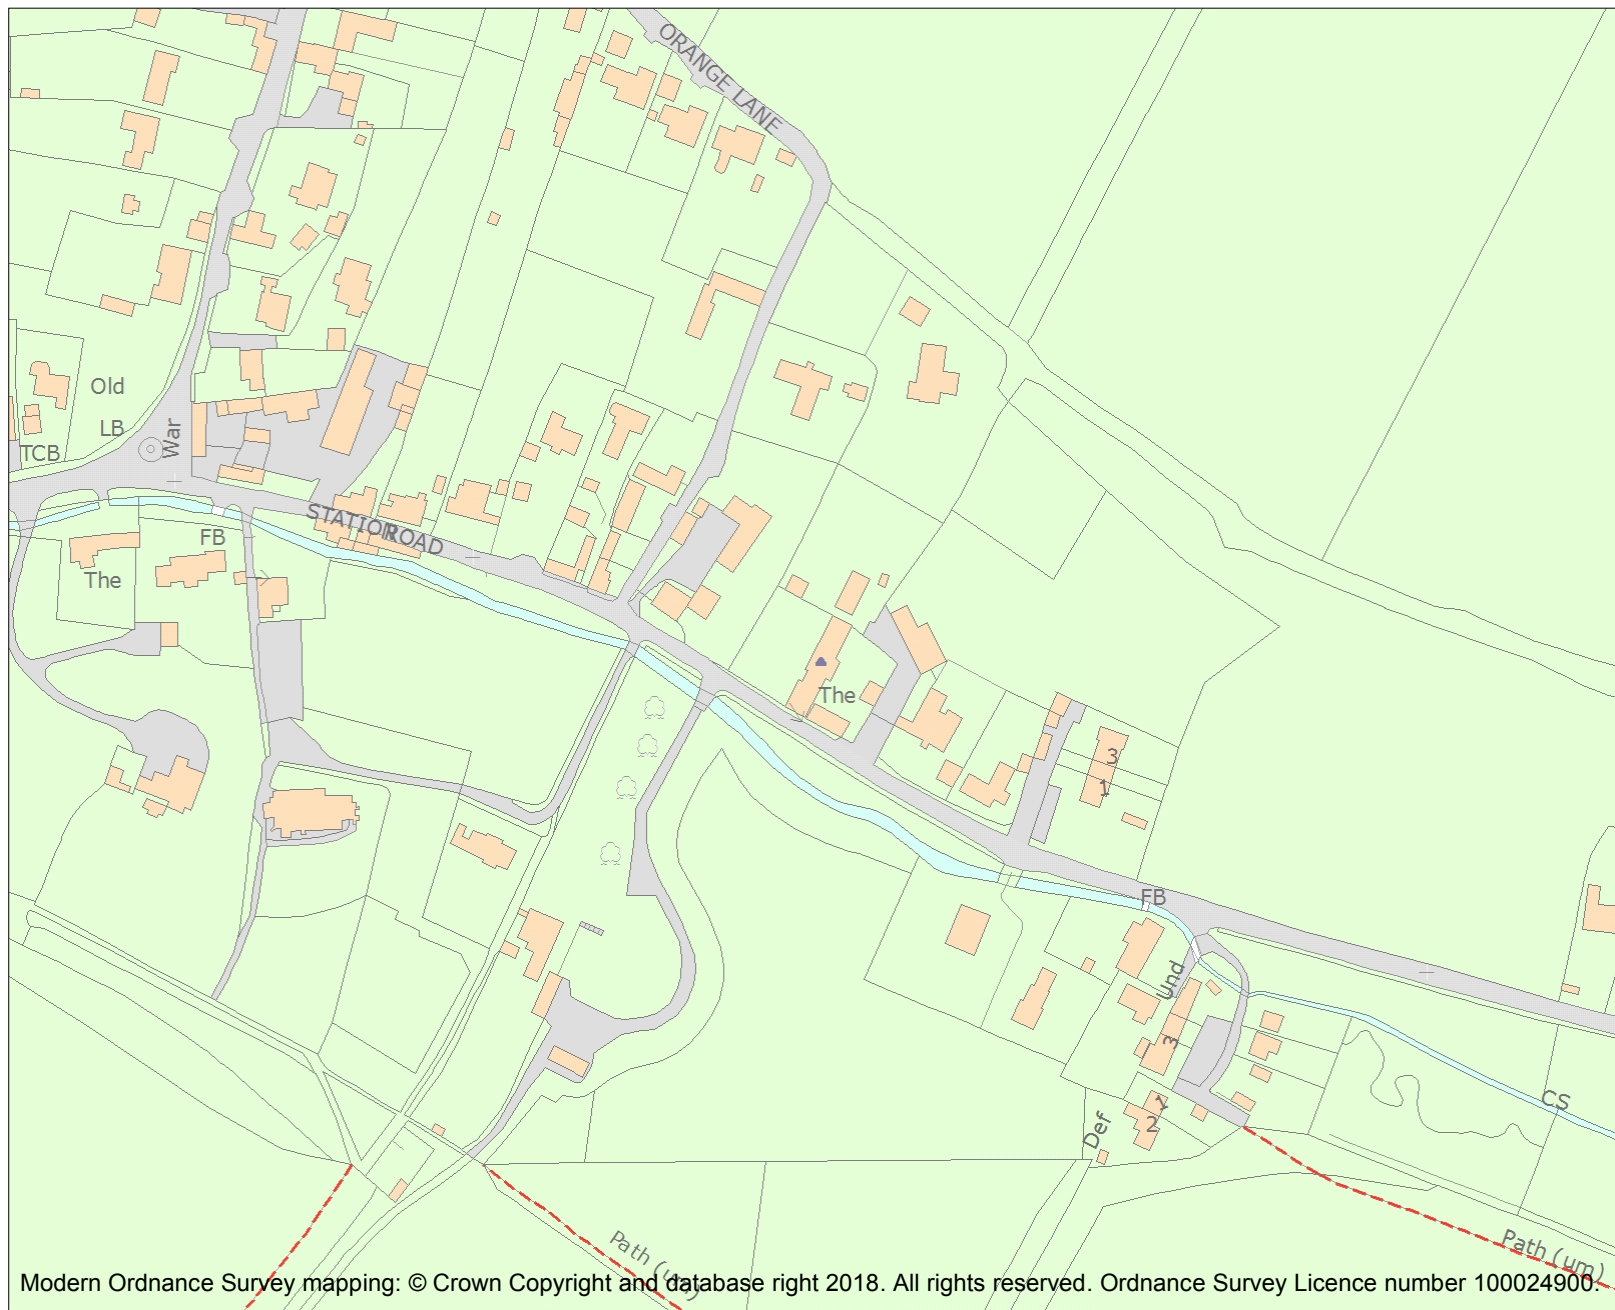 ORANGE LANE
Old
LB
War
TCB
STATION ROAD
FB
The
The
3
1
FB
Und
3
CS
1
2
Def
Path (um)
Path (um)
Modern Ordnance Survey mapping: © Crown Copyright and database right 2018. All rights reserved. Ordnance Survey Licence number 100024900.